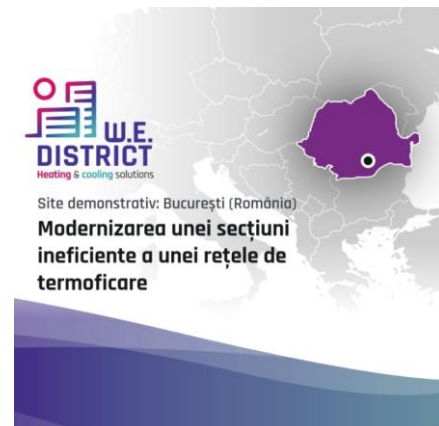 W.E.
DISTRICT
Heating & cooling solutions
Site demonstrativ: București (România)
Modernizarea unei secțiuni
ineficiente a unei rețele de
termoficare